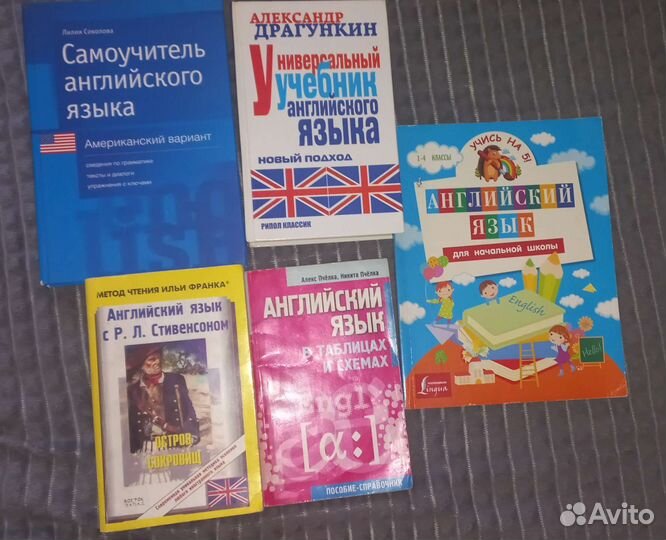 Лилия Соколова
Самоучитель
английского
языка
Американский вариант
сведения по грамматике
тексты и диалоги
упражнения с ключами
АЛЕКСАНДР
ДРАГУНКИН
Универсальный
учебник
английского
языка
НОВЫЙ ПОДХОД
РИПОЛ КЛАССИК
УЧИСЬ НА 5!
1-4 КЛАССЫ
АНГЛИЙСКИЙ
ЯЗЫК
ДЛЯ НАЧАЛЬНОЙ ШКОЛЫ
English
Hello!
Lingua
МЕТОД ЧТЕНИЯ ИЛЬИ ФРАНКА®
Английский язык
с Р. Л. Стивенсоном
ОСТРОВ
СОКРОВИЩ
ВОСТОК
ЗАПАД
Алекс Пчёлка, Никита Пчёлка
АНГЛИЙСКИЙ
ЯЗЫК
В ТАБЛИЦАХ
И СХЕМАХ
[ɑ:]
ПОСОБИЕ-СПРАВОЧНИК
Avito